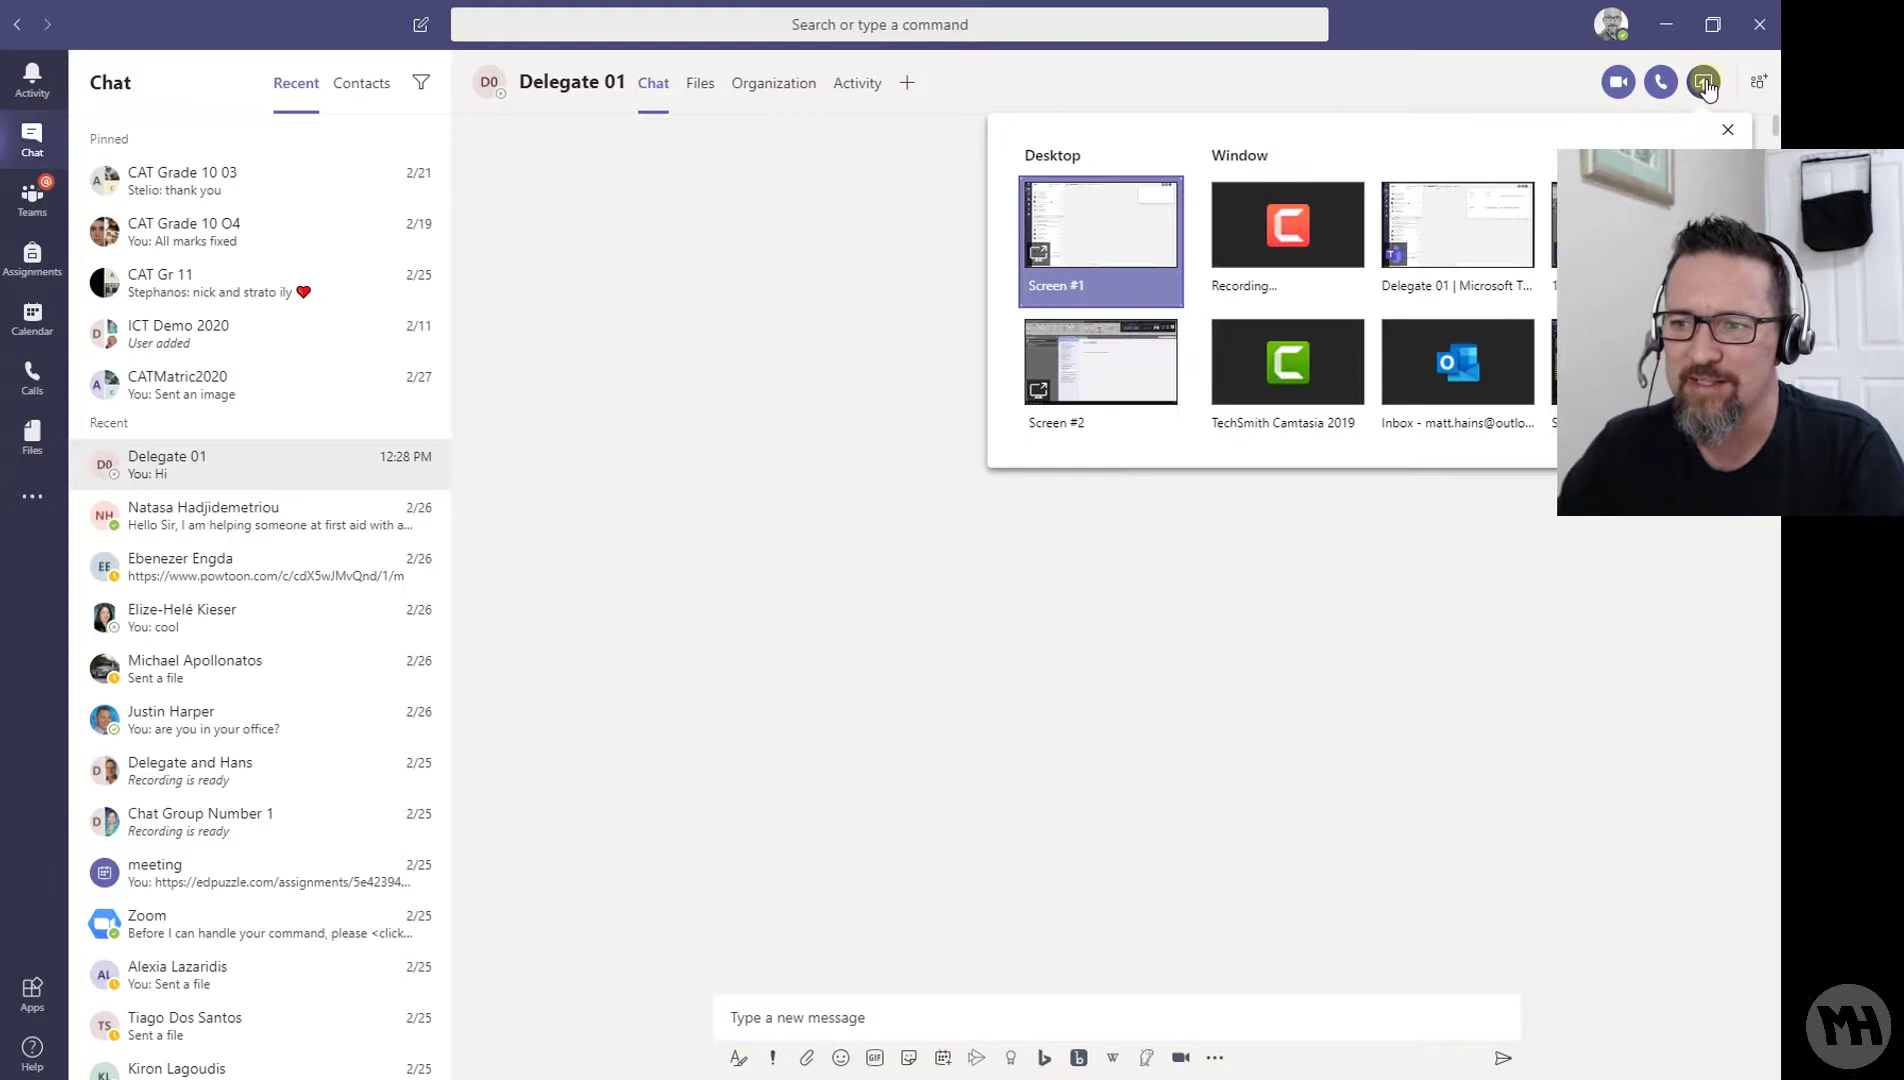 Search or type a command
Activity
Chat
Teams
Assignments
Calendar
Calls
Files
Apps
Help
Chat
Recent
Contacts
Pinned
CAT Grade 10 03
2/21
Stelio: thank you
CAT Grade 10 O4
2/19
You: All marks fixed
CAT Gr 11
2/25
Stephanos: nick and strato ily ❤
ICT Demo 2020
2/11
User added
CATMatric2020
2/27
You: Sent an image
Recent
Delegate 01
12:28 PM
You: Hi
Natasa Hadjidemetriou
2/26
Hello Sir, I am helping someone at first aid with a...
Ebenezer Engda
2/26
https://www.powtoon.com/c/cdX5wJMvQnd/1/m
Elize-Helé Kieser
2/26
You: cool
Michael Apollonatos
2/26
Sent a file
Justin Harper
2/26
You: are you in your office?
Delegate and Hans
2/25
Recording is ready
Chat Group Number 1
2/25
Recording is ready
meeting
2/25
You: https://edpuzzle.com/assignments/5e42394...
Zoom
2/25
Before I can handle your command, please <click...
Alexia Lazaridis
2/25
You: Sent a file
Tiago Dos Santos
2/25
Sent a file
Kiron Lagoudis
2/25
D0
Delegate 01
Chat
Files
Organization
Activity
Desktop
Window
Screen #1
Recording...
Delegate 01 | Microsoft T...
Screen #2
TechSmith Camtasia 2019
Inbox - matt.hains@outlo...
Type a new message
GIF
MH